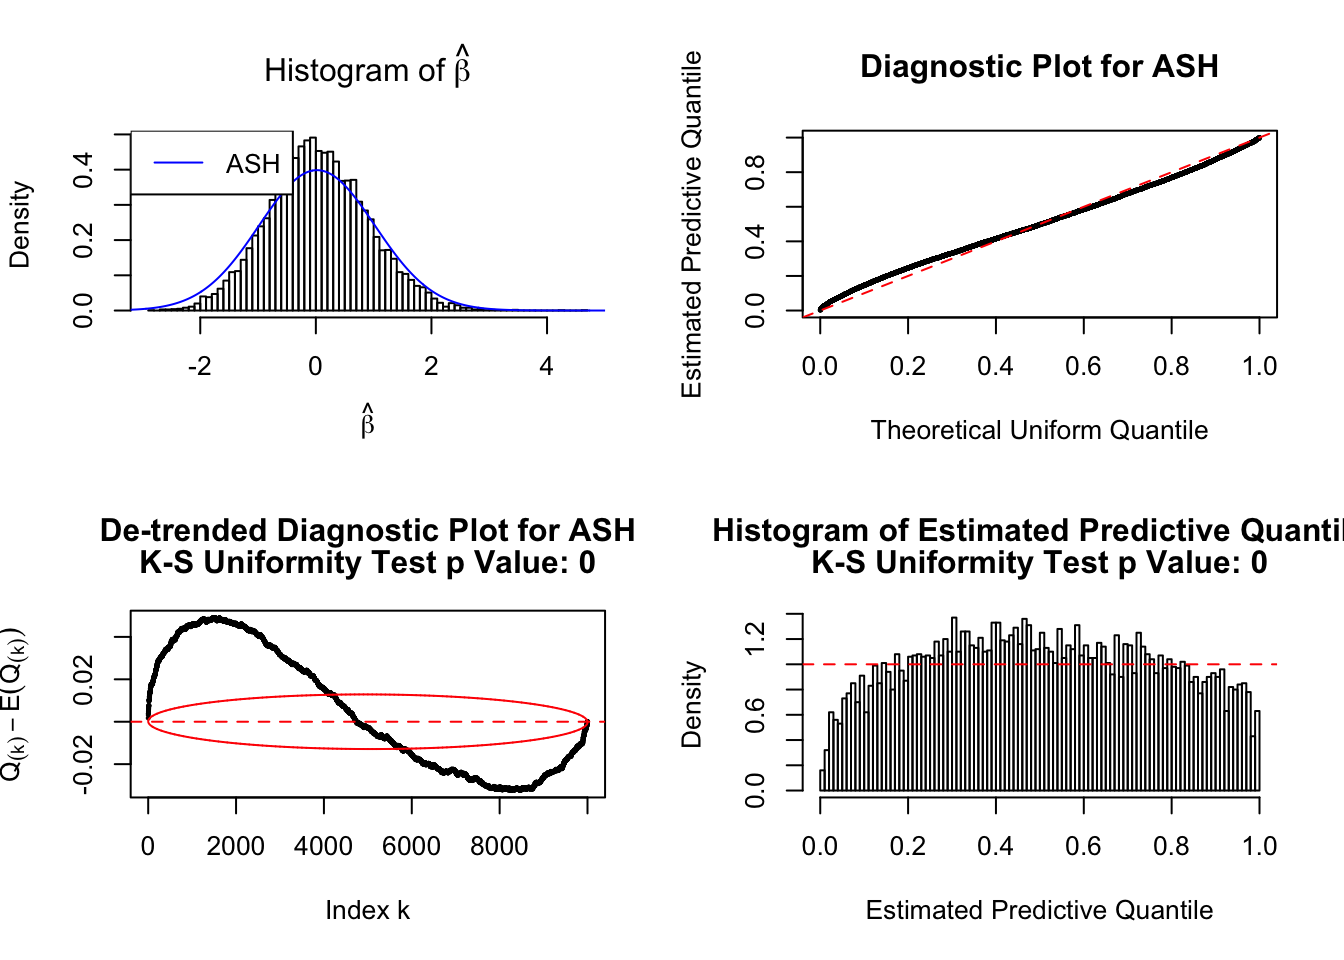 Histogram of β̂
Density
0.0 0.2 0.4
ASH
-2 0 2 4
β̂
Diagnostic Plot for ASH
Estimated Predictive Quantile
0.0 0.4 0.8
0.0 0.2 0.4 0.6 0.8 1.0
Theoretical Uniform Quantile
De-trended Diagnostic Plot for ASH
K-S Uniformity Test p Value: 0
Q(k) − E(Q(k))
-0.02 0.02
0 2000 4000 6000 8000
Index k
Histogram of Estimated Predictive Quantil
K-S Uniformity Test p Value: 0
Density
0.0 0.6 1.2
0.0 0.2 0.4 0.6 0.8 1.0
Estimated Predictive Quantile